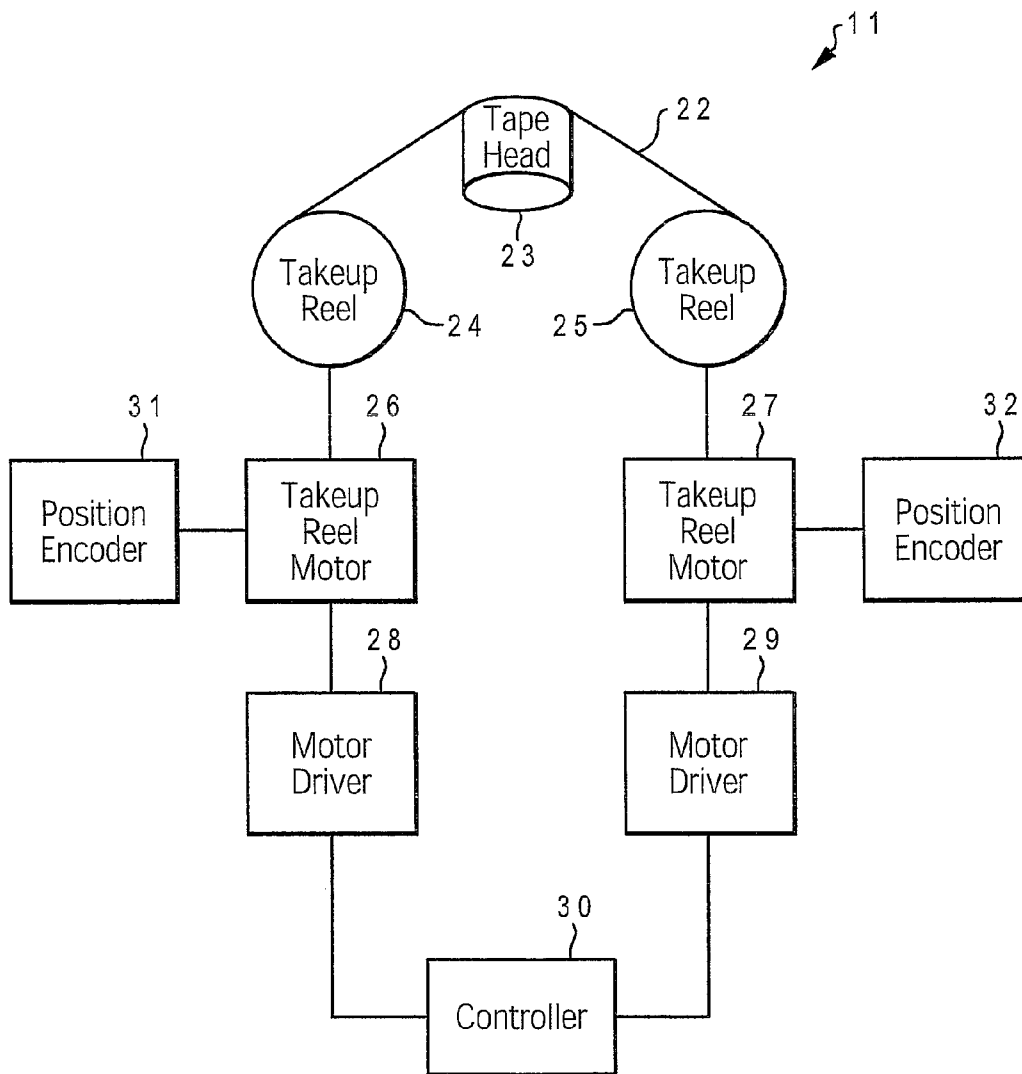 11
22
Tape
Head
23
Takeup
Reel
24
Takeup
Reel
25
31
26
27
32
Position
Encoder
Takeup
Reel
Motor
Takeup
Reel
Motor
Position
Encoder
28
29
Motor
Driver
Motor
Driver
30
Controller